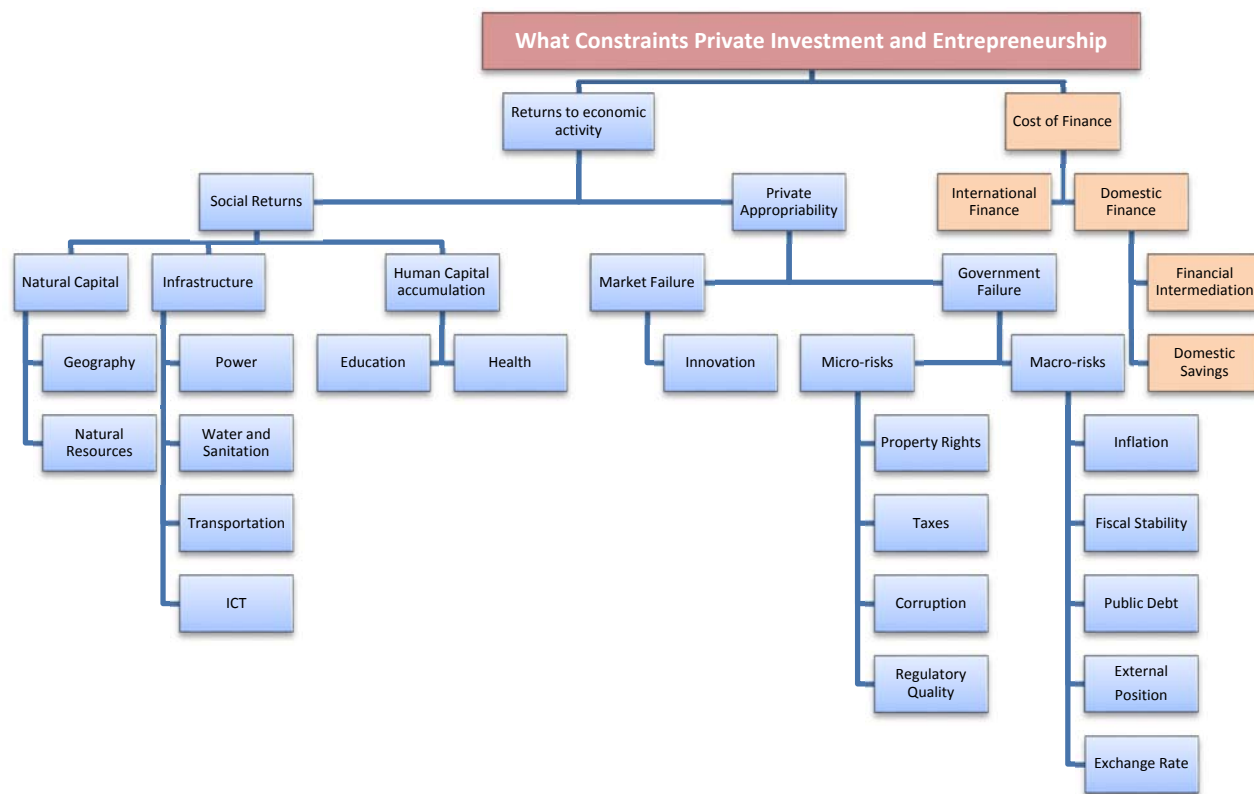 What Constraints Private Investment and Entrepreneurship
Returns to economic
activity
Cost of Finance
Social Returns
Private
Appropriability
International
Finance
Domestic
Finance
Natural Capital
Infrastructure
Human Capital
accumulation
Market Failure
Government
Failure
Financial
Intermediation
Geography
Power
Education
Health
Innovation
Micro-risks
Macro-risks
Domestic
Savings
Natural
Resources
Water and
Sanitation
Property Rights
Inflation
Transportation
Taxes
Fiscal Stability
ICT
Corruption
Public Debt
Regulatory
Quality
External
Position
Exchange Rate